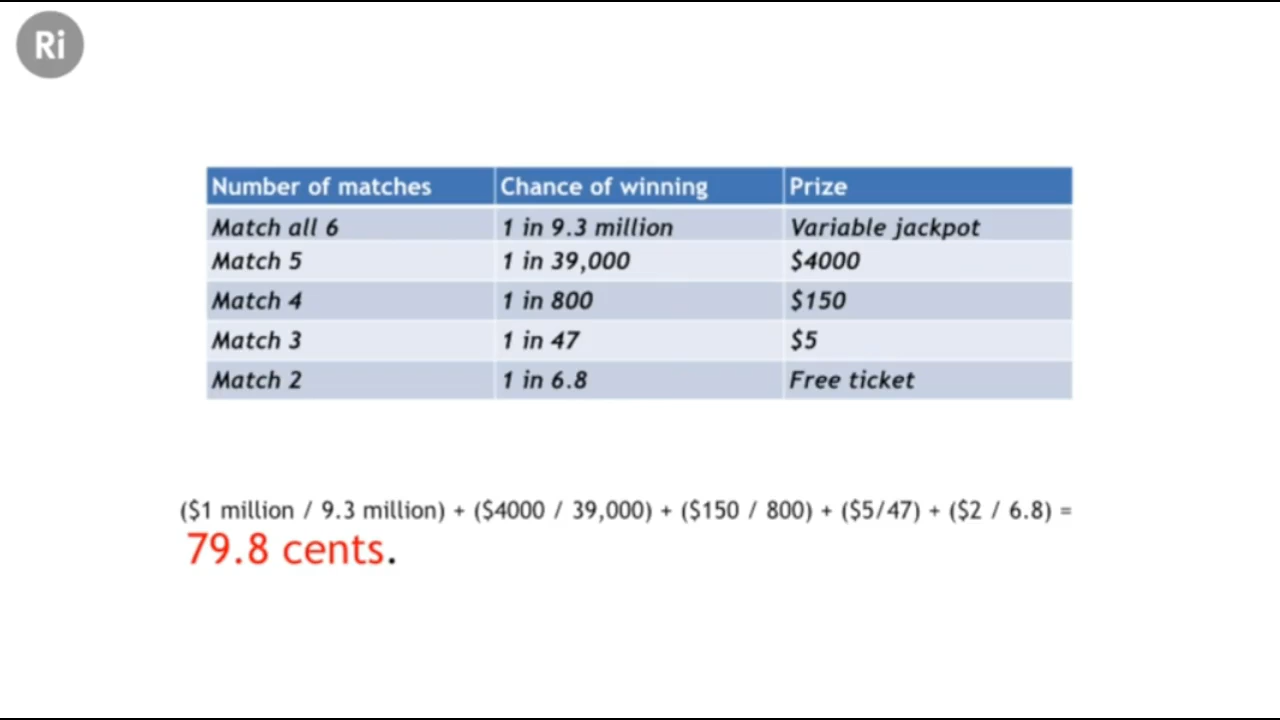 Ri
Number of matches Chance of winning Prize
Match all 6 1 in 9.3 million Variable jackpot
Match 5 1 in 39,000 $4000
Match 4 1 in 800 $150
Match 3 1 in 47 $5
Match 2 1 in 6.8 Free ticket
($1 million / 9.3 million) + ($4000 / 39,000) + ($150 / 800) + ($5/47) + ($2 / 6.8) =
79.8 cents.